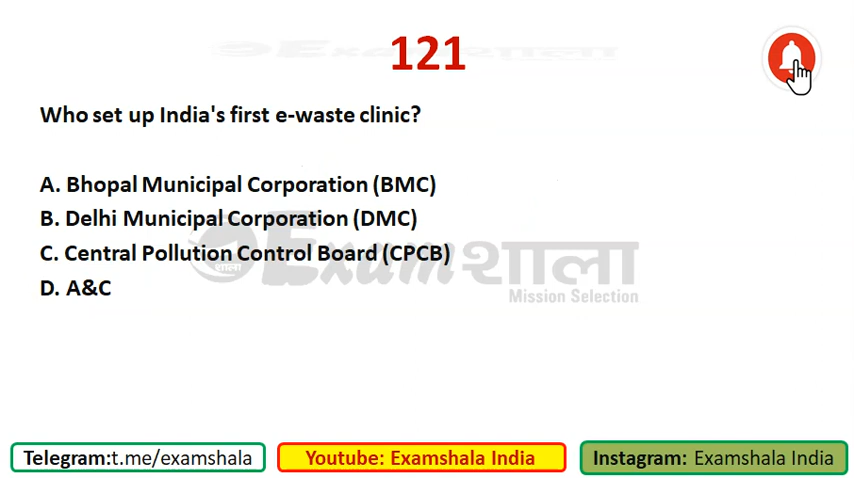 121
Who set up India's first e-waste clinic?
A. Bhopal Municipal Corporation (BMC)
B. Delhi Municipal Corporation (DMC)
C. Central Pollution Control Board (CPCB)
D. A&C
शाला
Examशाला
Mission Selection
Telegram:t.me/examshala
Youtube: Examshala India
Instagram: Examshala India